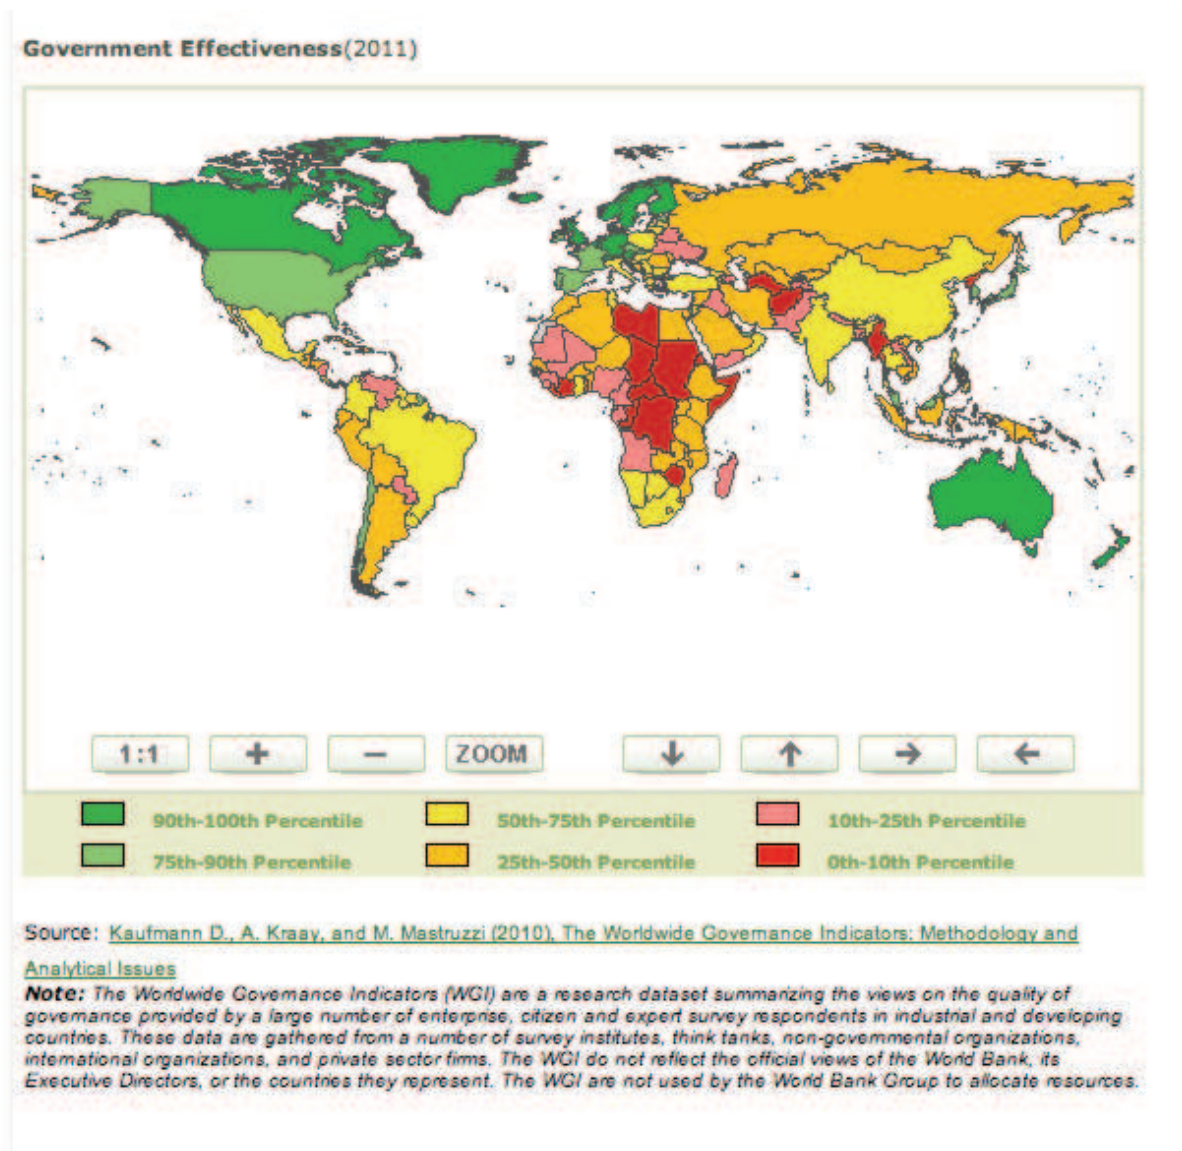 Government Effectiveness(2011)
1:1 + − ZOOM ↓ ↑ → ←
90th-100th Percentile 50th-75th Percentile 10th-25th Percentile
75th-90th Percentile 25th-50th Percentile 0th-10th Percentile
Source: Kaufmann D., A. Kraay, and M. Mastruzzi (2010), The Worldwide Governance Indicators: Methodology and
Analytical Issues
Note: The Worldwide Governance Indicators (WGI) are a research dataset summarizing the views on the quality of
governance provided by a large number of enterprise, citizen and expert survey respondents in industrial and developing
countries. These data are gathered from a number of survey institutes, think tanks, non-governmental organizations,
international organizations, and private sector firms. The WGI do not reflect the official views of the World Bank, its
Executive Directors, or the countries they represent. The WGI are not used by the World Bank Group to allocate resources.